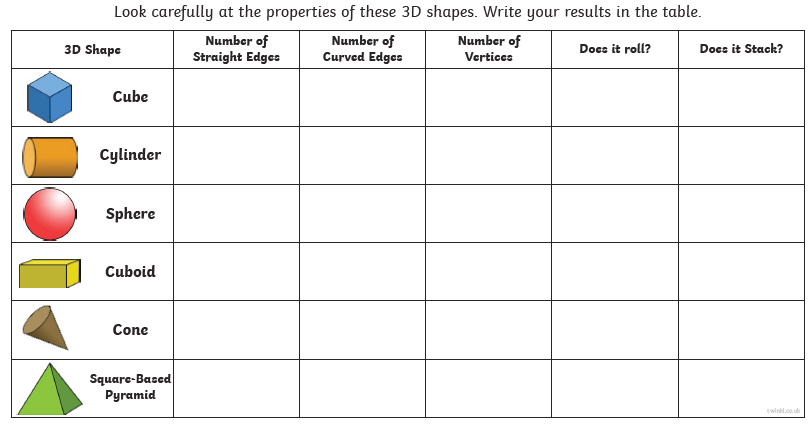 Look carefully at the properties of these 3D shapes. Write your results in the table.
3D Shape
Number of
Straight Edges
Number of
Curved Edges
Number of
Vertices
Does it roll?
Does it Stack?
Cube
Cylinder
Sphere
Cuboid
Cone
Square-Based
Pyramid
twinkl.co.uk